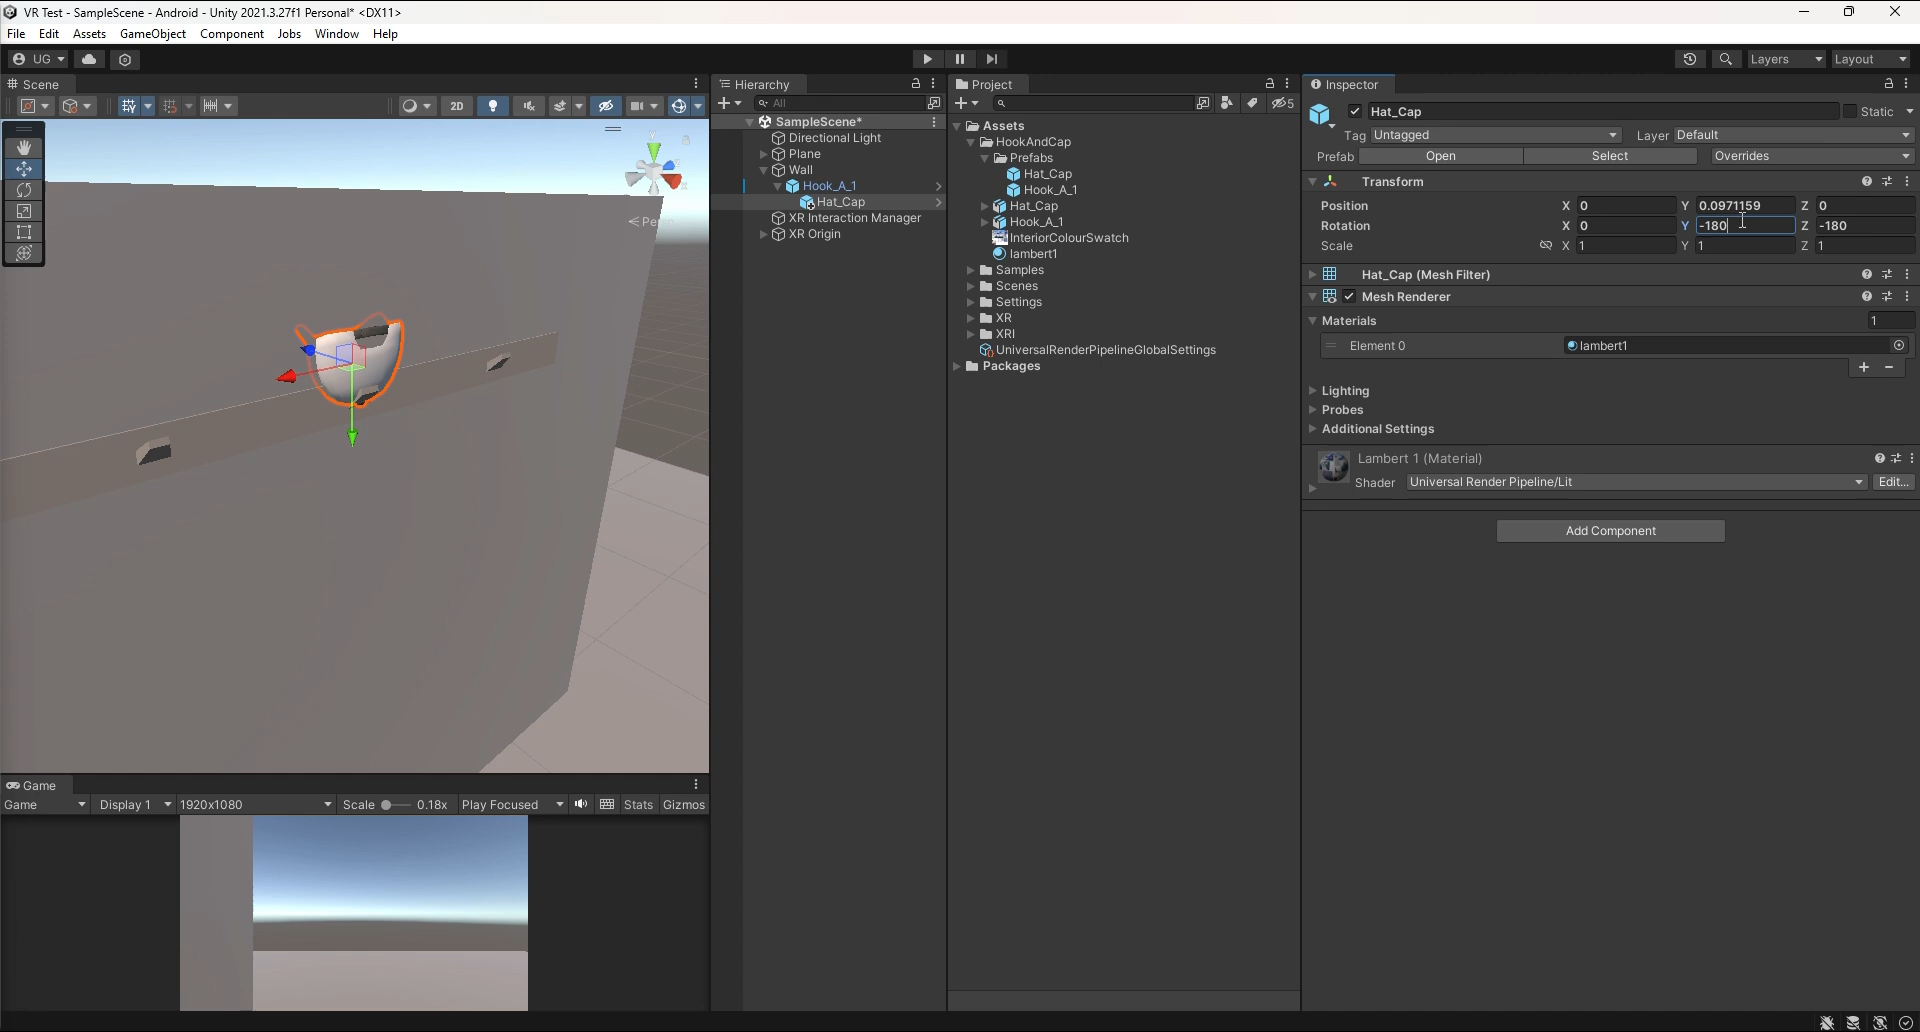 VR Test - SampleScene - Android - Unity 2021.3.27f1 Personal* <DX11>
File Edit Assets GameObject Component Jobs Window Help
UG Layers Layout
Scene
2D
y
x
Persp
Game
Game Display 1 1920x1080 Scale 0.18x Play Focused Stats Gizmos
Hierarchy
All
SampleScene*
Directional Light
Plane
Wall
Hook_A_1
Hat_Cap
XR Interaction Manager
XR Origin
Project
5
Assets
HookAndCap
Prefabs
Hat_Cap
Hook_A_1
Hat_Cap
Hook_A_1
InteriorColourSwatch
lambert1
Samples
Scenes
Settings
XR
XRI
UniversalRenderPipelineGlobalSettings
Packages
Inspector
Hat_Cap Static
Tag Untagged Layer Default
Prefab Open Select Overrides
Transform
Position X 0 Y 0.0971159 Z 0
Rotation X 0 Y -180 Z -180
Scale X 1 Y 1 Z 1
Hat_Cap (Mesh Filter)
Mesh Renderer
Materials 1
Element 0 lambert1
Lighting
Probes
Additional Settings
Lambert 1 (Material)
Shader Universal Render Pipeline/Lit Edit...
Add Component